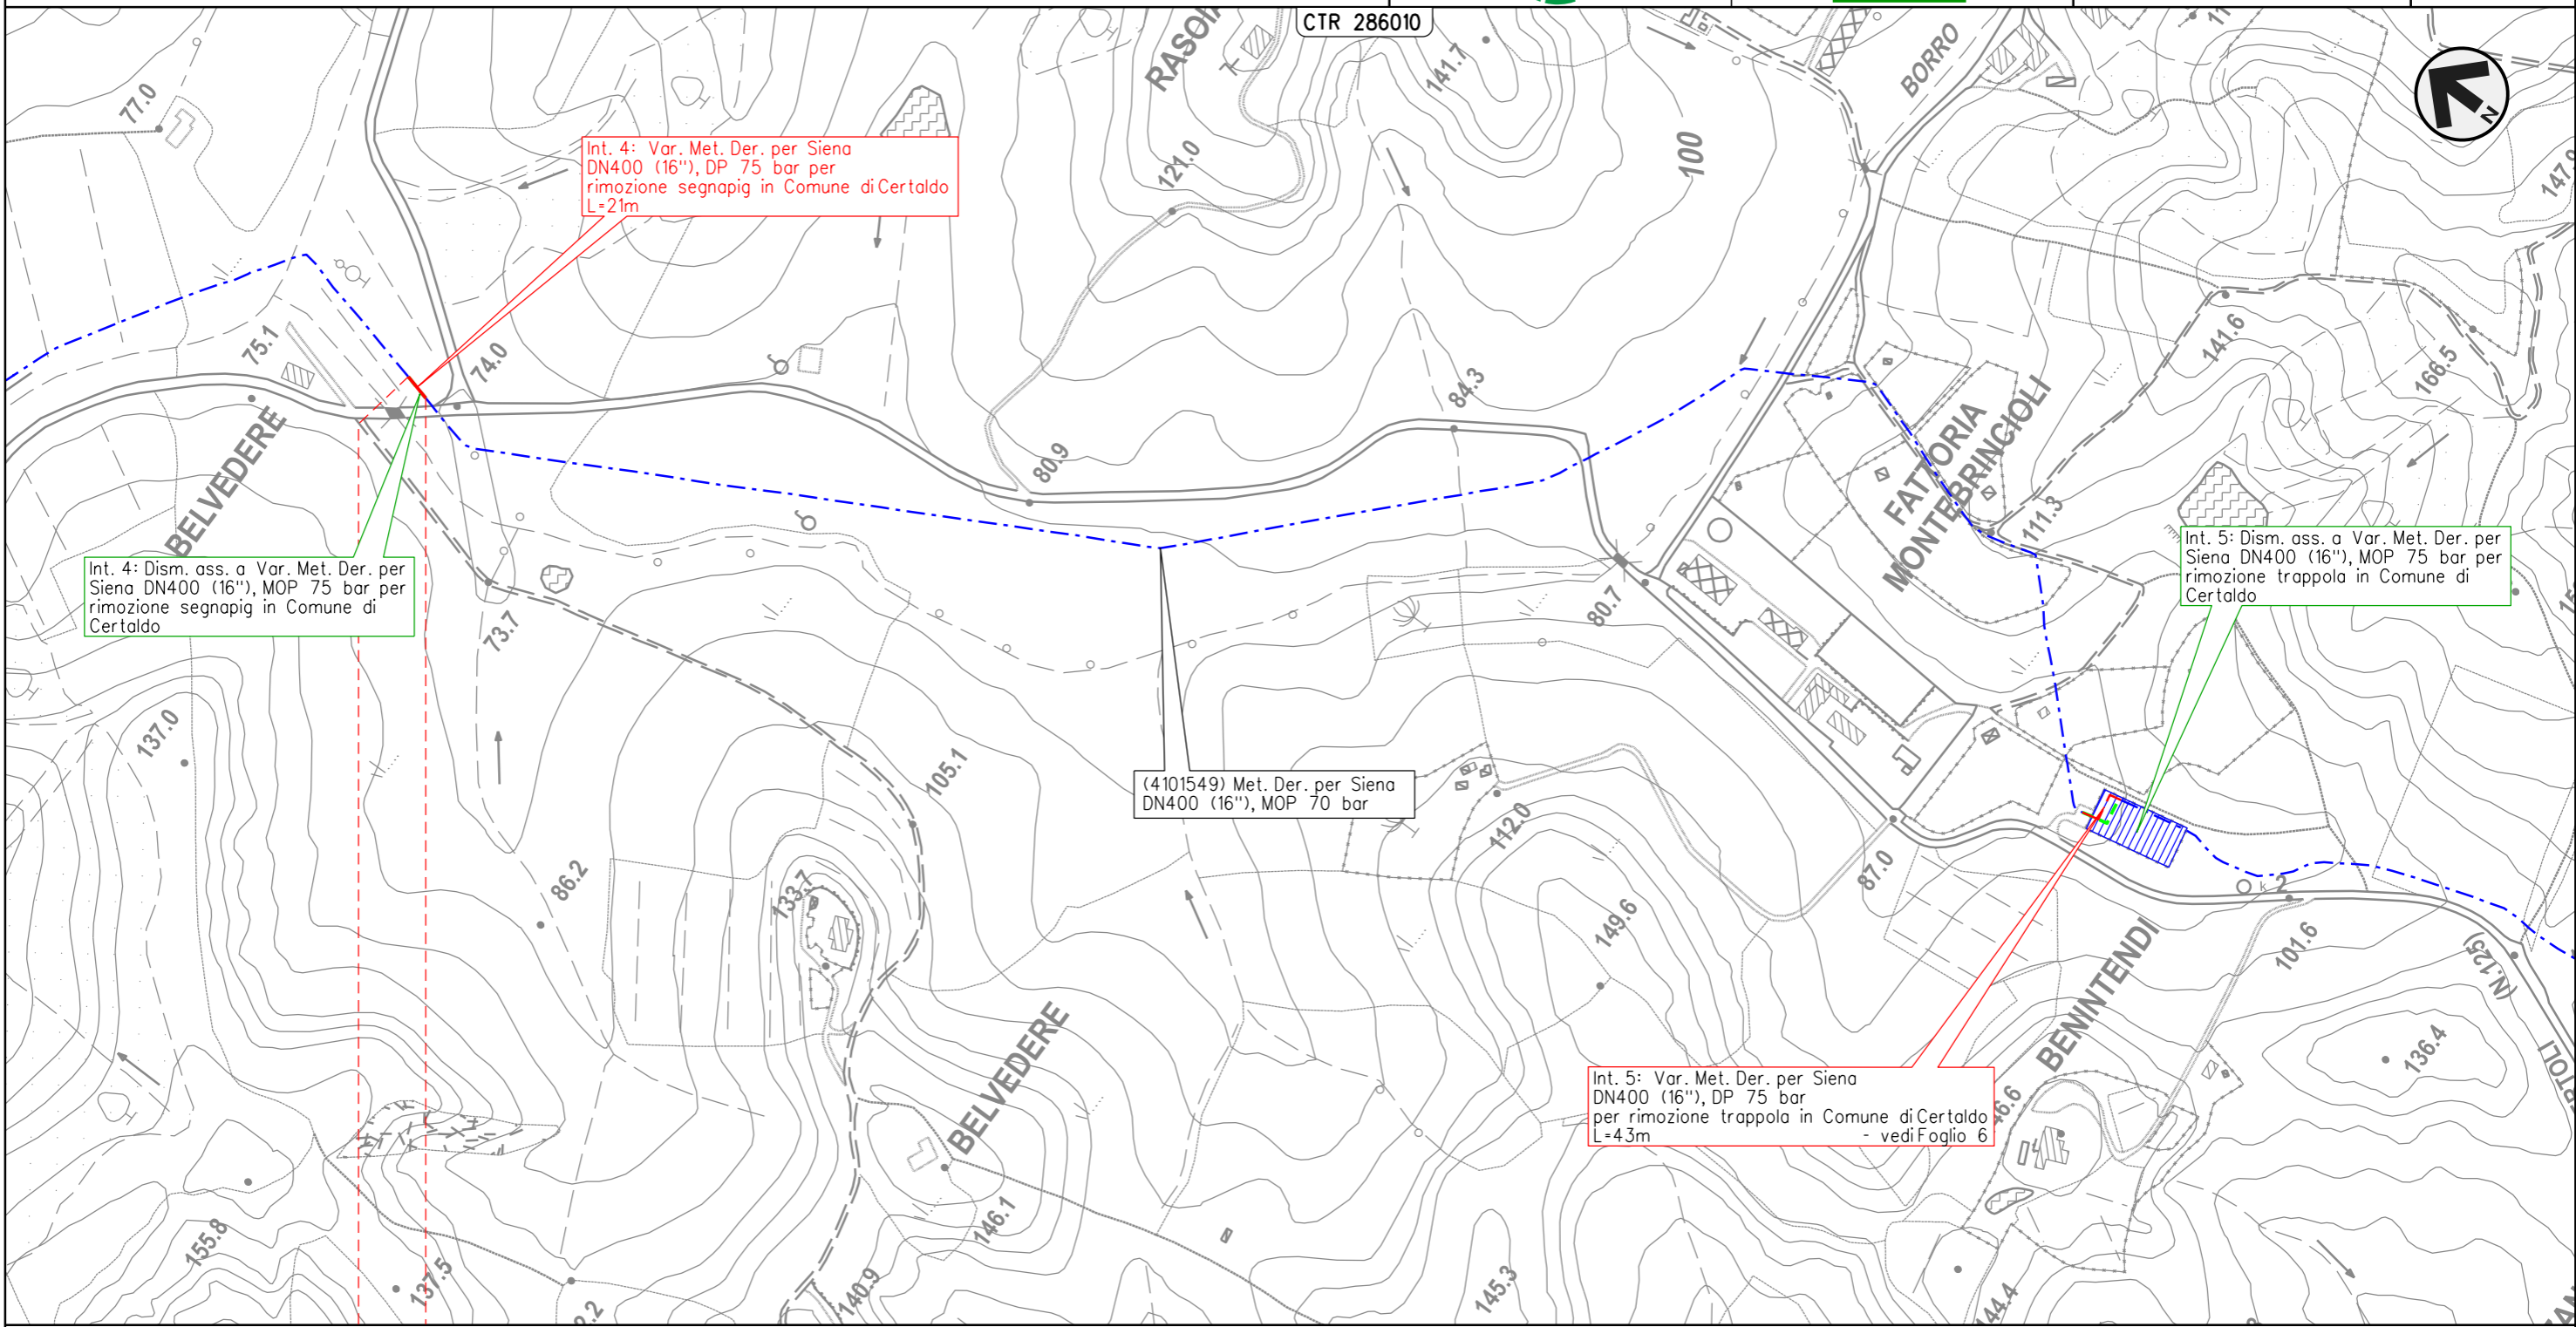 CTR 286010
BORRO
77.0
141.7
100
121.0
Int. 4: Var. Met. Der. per Siena
DN400 (16"), DP 75 bar per
rimozione segnapig in Comune di Certaldo
L=21m
N
75.1
74.0
84.3
80.9
141.6
166.5
BELVEDERE
FATTORIA
MONTEBRINCIOLI
111.3
Int. 4: Dism. ass. a Var. Met. Der. per
Siena DN400 (16"), MOP 75 bar per
rimozione segnapig in Comune di
Certaldo
Int. 5: Dism. ass. a Var. Met. Der. per
Siena DN400 (16"), MOP 75 bar per
rimozione trappola in Comune di
Certaldo
73.7
80.7
137.0
105.1
(4101549) Met. Der. per Siena
DN400 (16"), MOP 70 bar
112.0
86.2
133.7
87.0
149.6
k 2
101.6
(N.125)
BENINTENDI
BELVEDERE
136.4
Int. 5: Var. Met. Der. per Siena
DN400 (16"), DP 75 bar
per rimozione trappola in Comune di Certaldo
L=43m - vedi Foglio 6
155.8
137.5
146.1
140.9
145.3